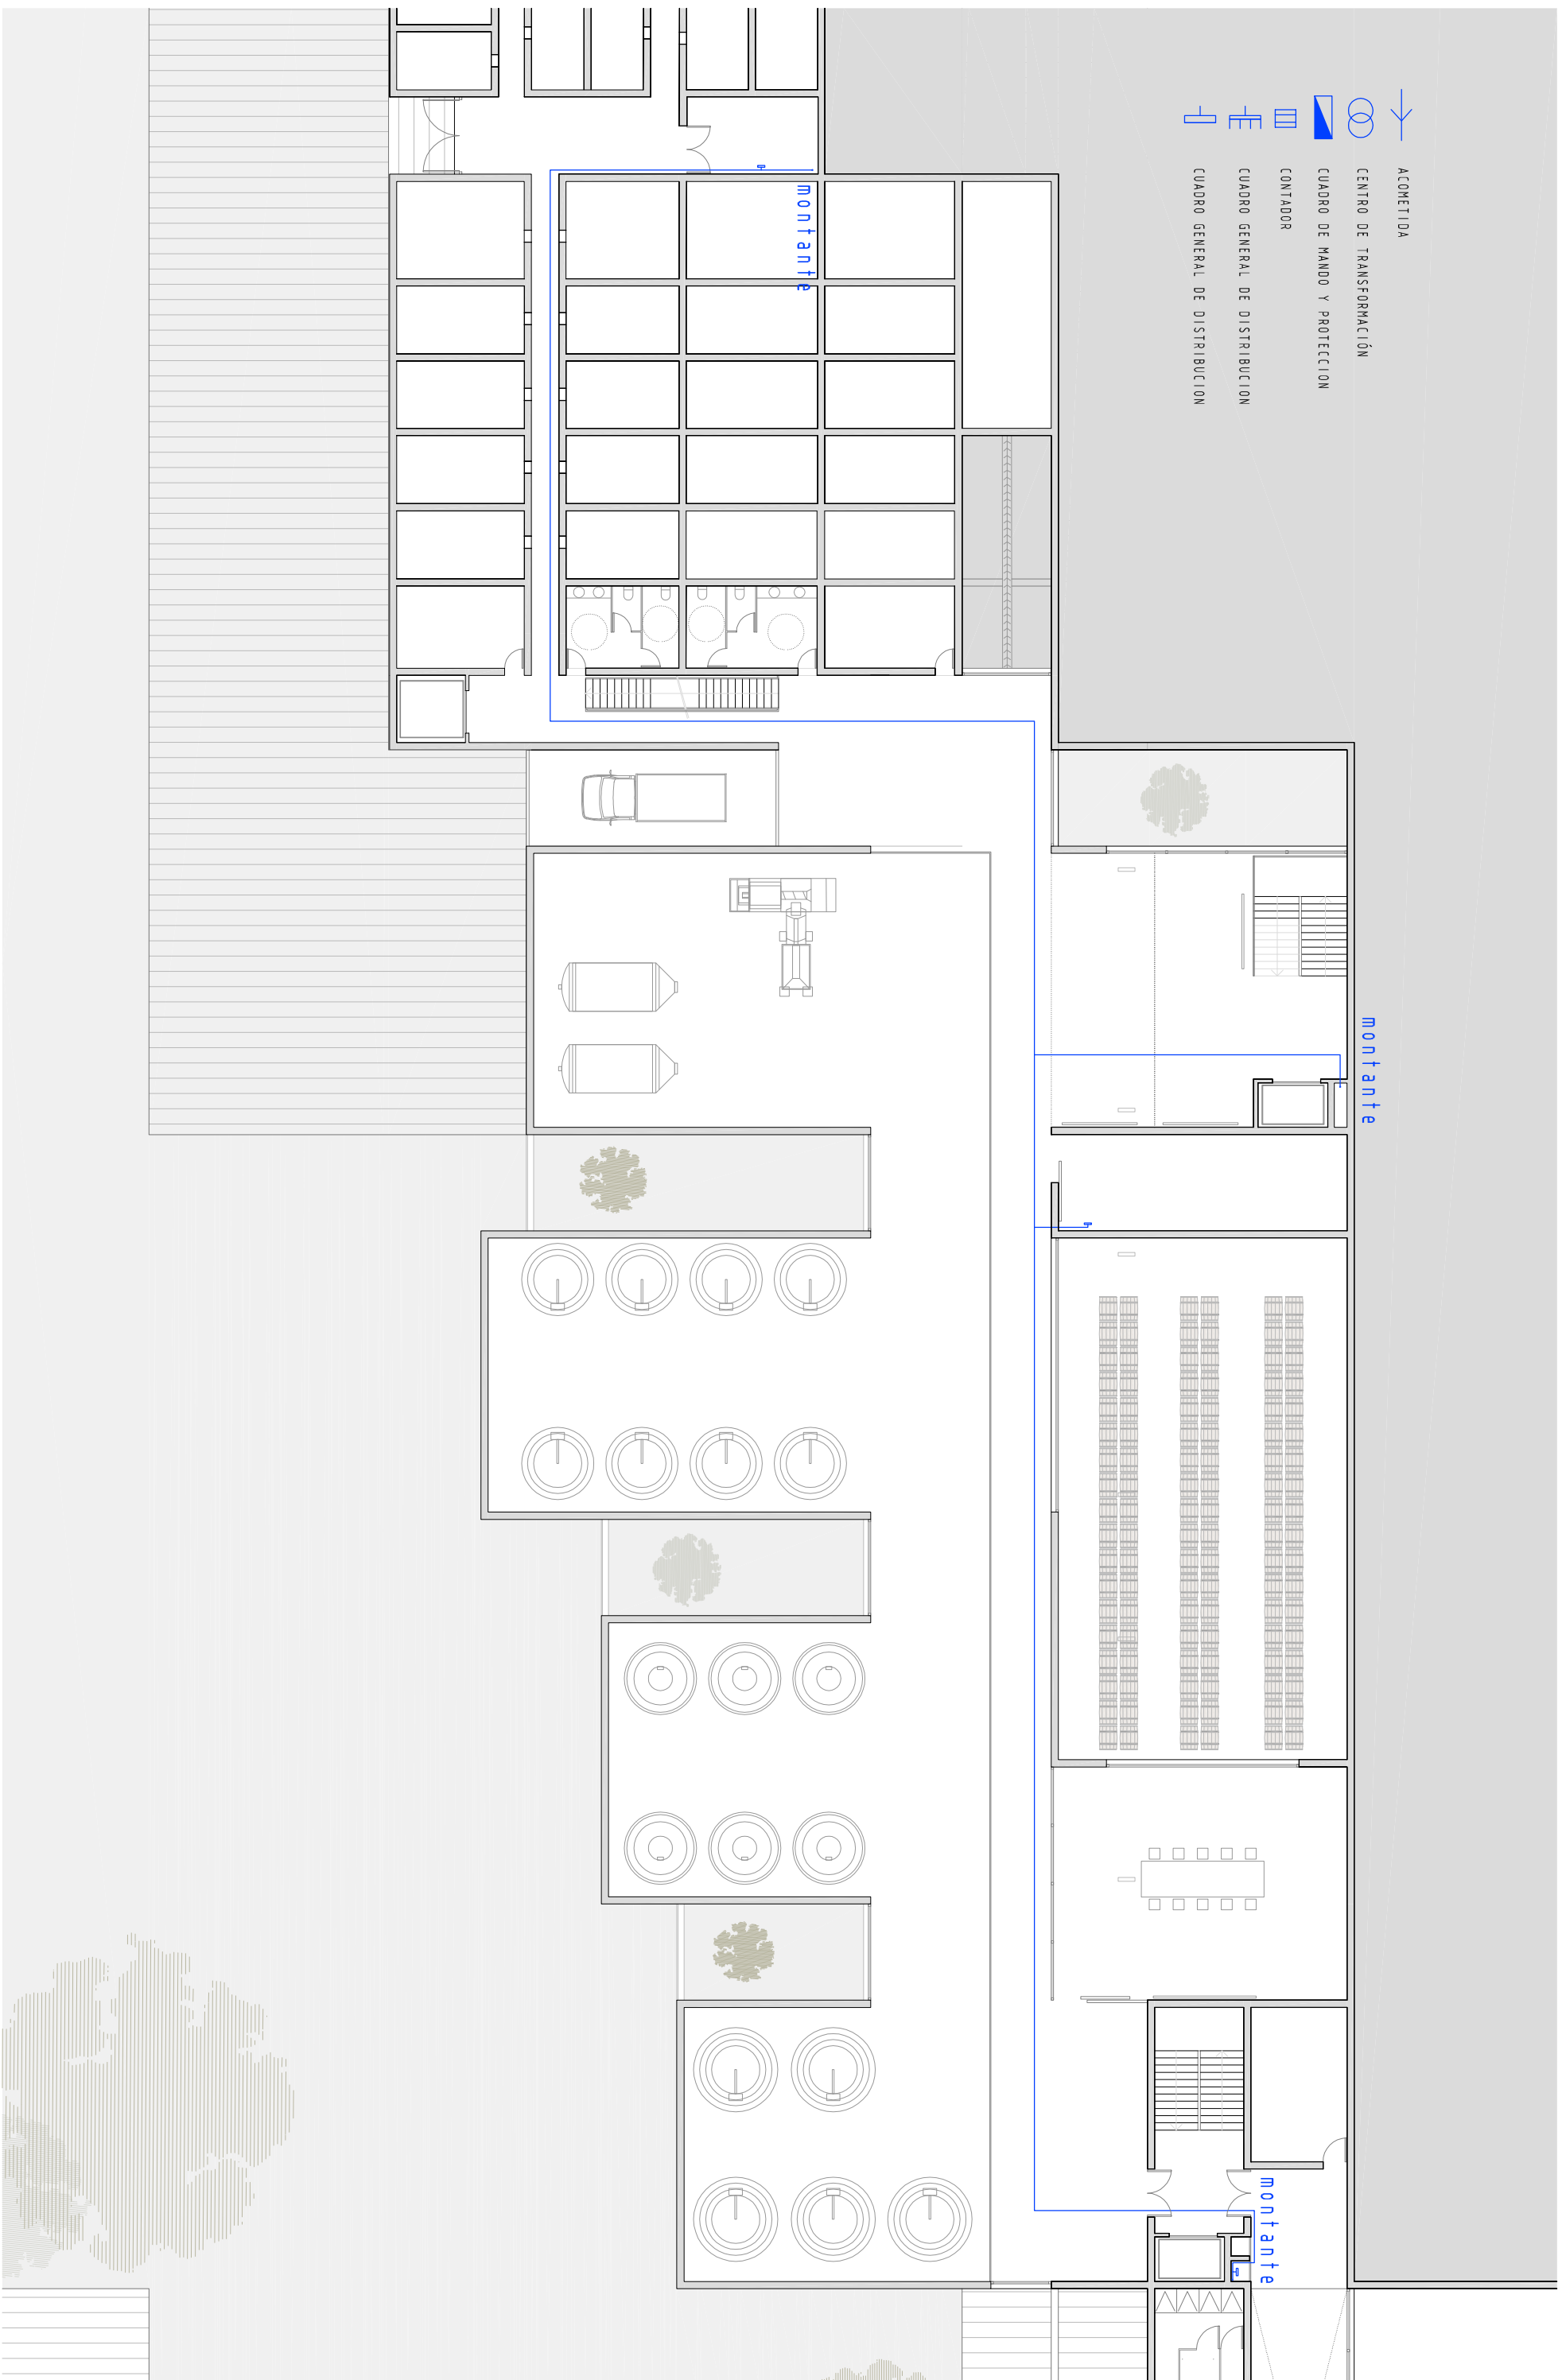 ACOMETIDA
CENTRO DE TRANSFORMACIÓN
CUADRO DE MANDO Y PROTECCION
CONTADOR
CUADRO GENERAL DE DISTRIBUCION
CUADRO GENERAL DE DISTRIBUCION
montante
montante
montante